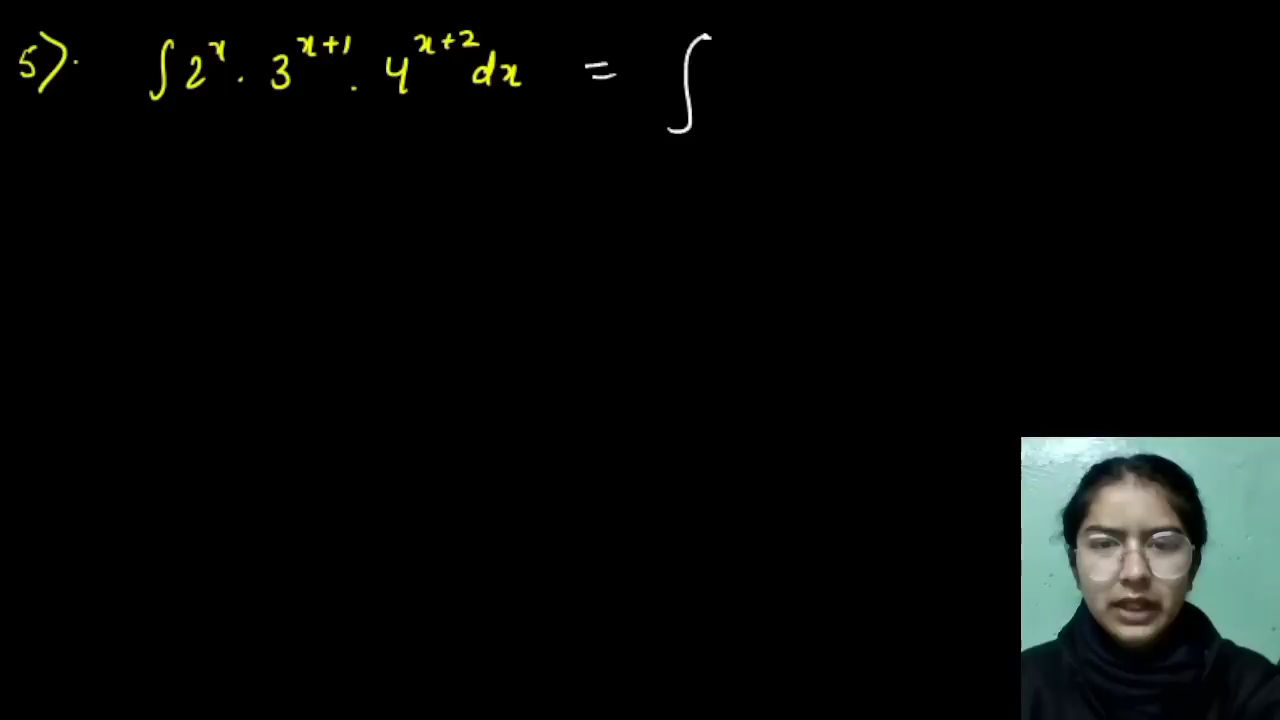 5). ∫ 2^x . 3^{x+1} . 4^{x+2} dx = ∫